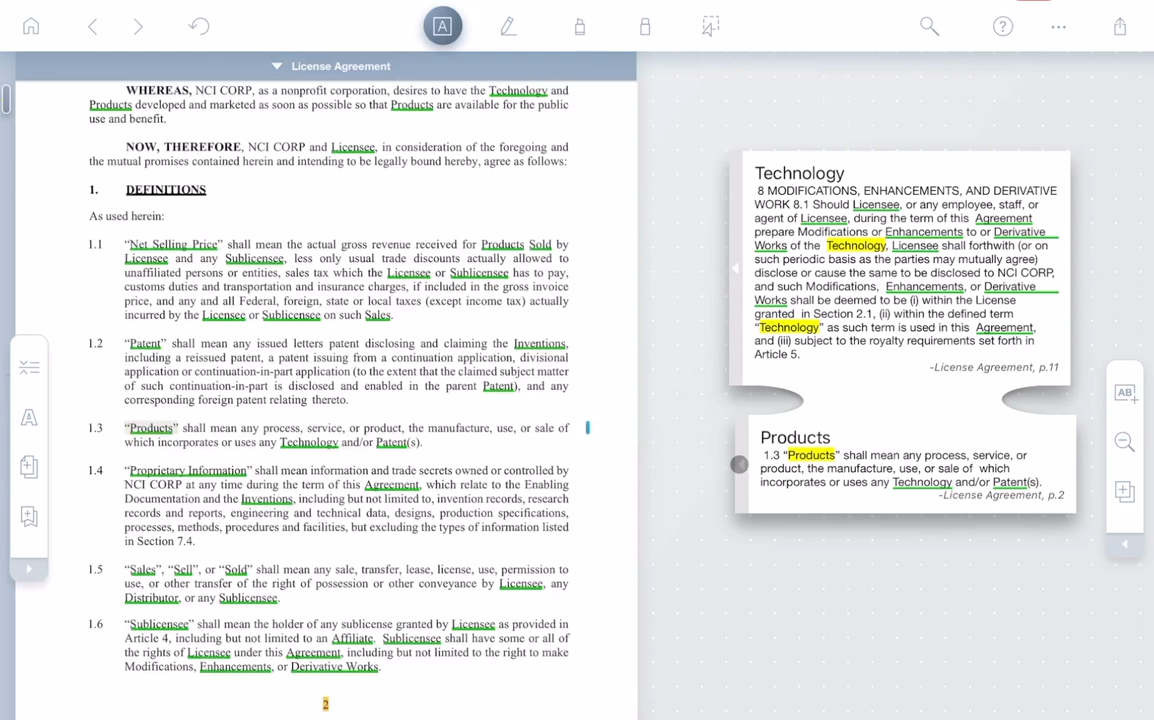 License Agreement
WHEREAS, NCI CORP, as a nonprofit corporation, desires to have the Technology and
Products developed and marketed as soon as possible so that Products are available for the public
use and benefit.
NOW, THEREFORE, NCI CORP and Licensee, in consideration of the foregoing and
the mutual promises contained herein and intending to be legally bound hereby, agree as follows:
1. DEFINITIONS
As used herein:
1.1 “Net Selling Price” shall mean the actual gross revenue received for Products Sold by
Licensee and any Sublicensee, less only usual trade discounts actually allowed to
unaffiliated persons or entities, sales tax which the Licensee or Sublicensee has to pay,
customs duties and transportation and insurance charges, if included in the gross invoice
price, and any and all Federal, foreign, state or local taxes (except income tax) actually
incurred by the Licensee or Sublicensee on such Sales.
1.2 “Patent” shall mean any issued letters patent disclosing and claiming the Inventions,
including a reissued patent, a patent issuing from a continuation application, divisional
application or continuation-in-part application (to the extent that the claimed subject matter
of such continuation-in-part is disclosed and enabled in the parent Patent), and any
corresponding foreign patent relating thereto.
1.3 “Products” shall mean any process, service, or product, the manufacture, use, or sale of
which incorporates or uses any Technology and/or Patent(s).
1.4 “Proprietary Information” shall mean information and trade secrets owned or controlled by
NCI CORP at any time during the term of this Agreement, which relate to the Enabling
Documentation and the Inventions, including but not limited to, invention records, research
records and reports, engineering and technical data, designs, production specifications,
processes, methods, procedures and facilities, but excluding the types of information listed
in Section 7.4.
1.5 “Sales”, “Sell”, or “Sold” shall mean any sale, transfer, lease, license, use, permission to
use, or other transfer of the right of possession or other conveyance by Licensee, any
Distributor, or any Sublicensee.
1.6 “Sublicensee” shall mean the holder of any sublicense granted by Licensee as provided in
Article 4, including but not limited to an Affiliate. Sublicensee shall have some or all of
the rights of Licensee under this Agreement, including but not limited to the right to make
Modifications, Enhancements, or Derivative Works.
2
Technology
8 MODIFICATIONS, ENHANCEMENTS, AND DERIVATIVE
WORK 8.1 Should Licensee, or any employee, staff, or
agent of Licensee, during the term of this Agreement
prepare Modifications or Enhancements to or Derivative
Works of the Technology, Licensee shall forthwith (or on
such periodic basis as the parties may mutually agree)
disclose or cause the same to be disclosed to NCI CORP,
and such Modifications, Enhancements, or Derivative
Works shall be deemed to be (i) within the License
granted in Section 2.1, (ii) within the defined term
“Technology” as such term is used in this Agreement,
and (iii) subject to the royalty requirements set forth in
Article 5.
-License Agreement, p.11
Products
1.3 “Products” shall mean any process, service, or
product, the manufacture, use, or sale of which
incorporates or uses any Technology and/or Patent(s).
-License Agreement, p.2
A
A
AB